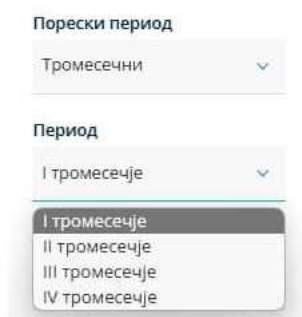 Порески период
Тромесечни
Период
I тромесечје
I тромесечје
II тромесечје
III тромесечје
IV тромесечје